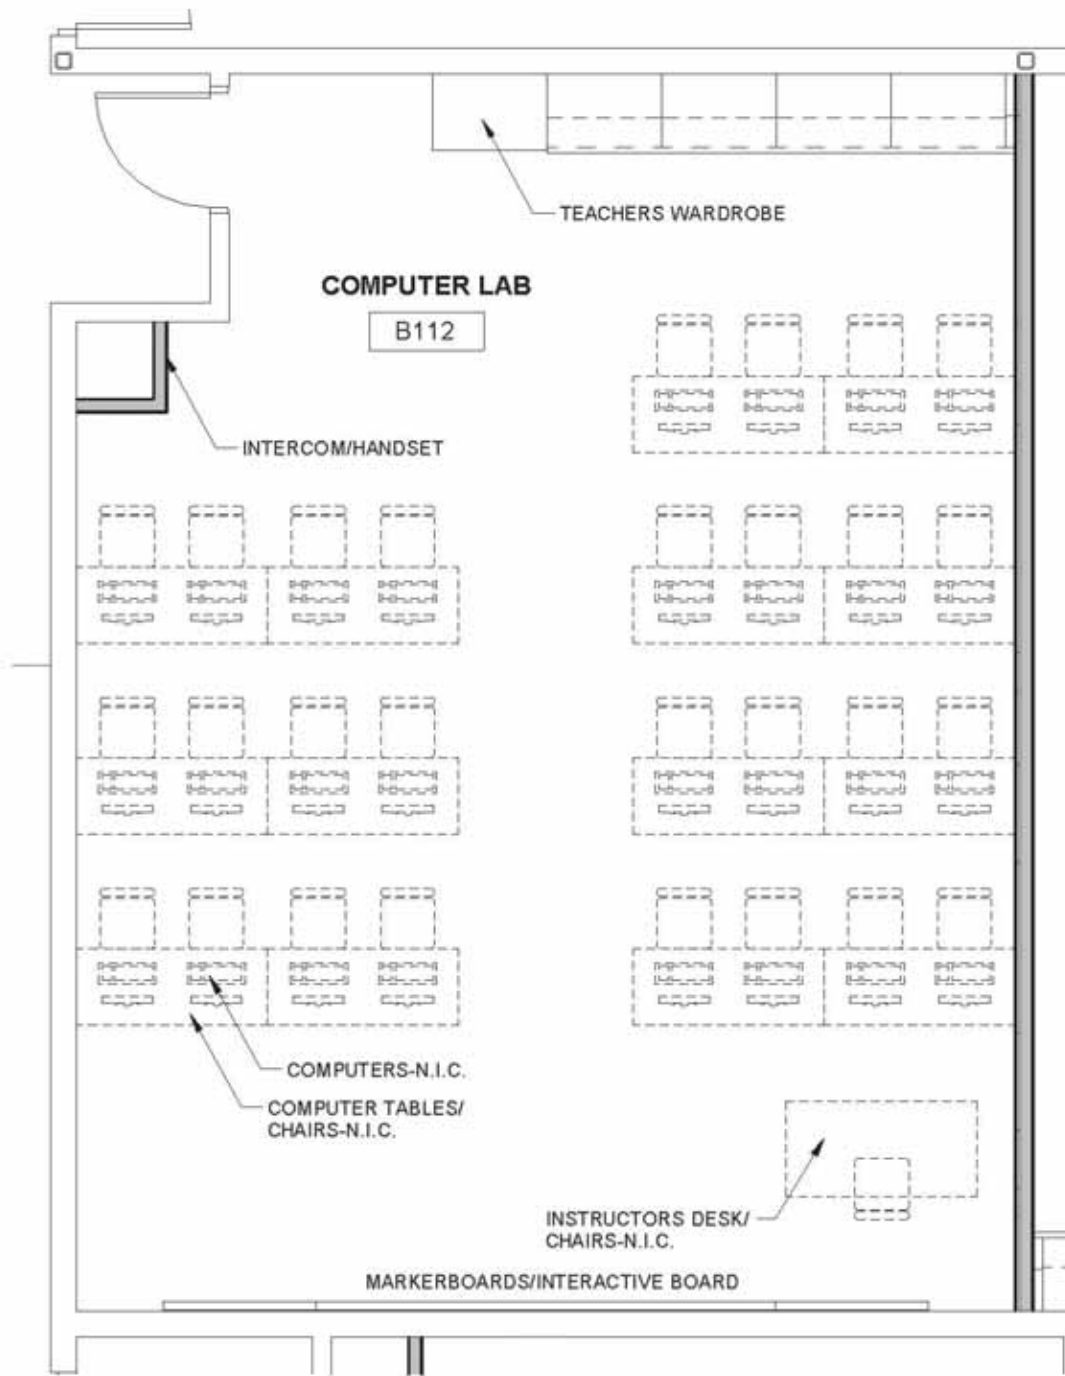 TEACHERS WARDROBE
COMPUTER LAB
B112
INTERCOM/HANDSET
COMPUTERS-N.I.C.
COMPUTER TABLES/
CHAIRS-N.I.C.
INSTRUCTORS DESK/
CHAIRS-N.I.C.
MARKERBOARDS/INTERACTIVE BOARD